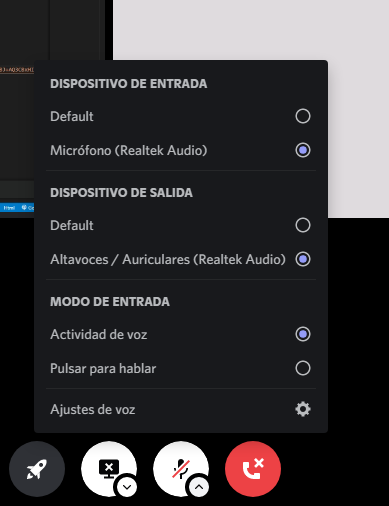 DISPOSITIVO DE ENTRADA
Default
Micrófono (Realtek Audio)
DISPOSITIVO DE SALIDA
Default
Altavoces / Auriculares (Realtek Audio)
MODO DE ENTRADA
Actividad de voz
Pulsar para hablar
Html
Ajustes de voz